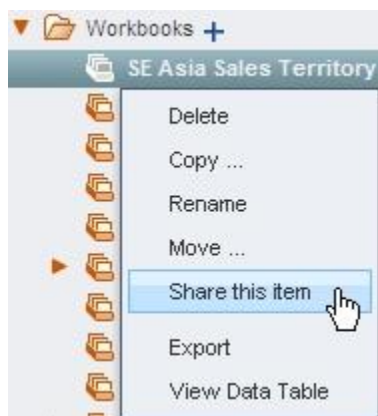 Workbooks +
SE Asia Sales Territory
Delete
Copy ...
Rename
Move ...
Share this item
Export
View Data Table